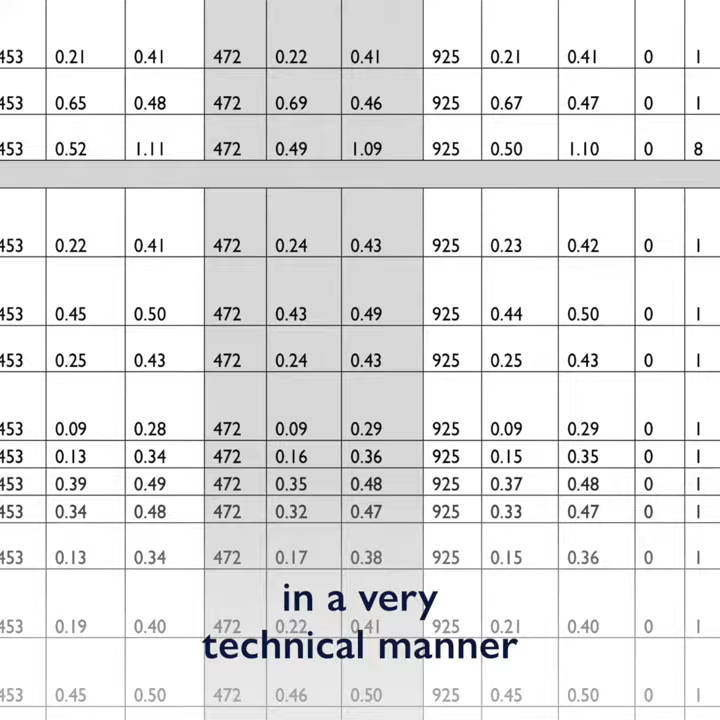 453 0.21 0.41 472 0.22 0.41 925 0.21 0.41 0 1
453 0.65 0.48 472 0.69 0.46 925 0.67 0.47 0 1
453 0.52 1.11 472 0.49 1.09 925 0.50 1.10 0 8
453 0.22 0.41 472 0.24 0.43 925 0.23 0.42 0 1
453 0.45 0.50 472 0.43 0.49 925 0.44 0.50 0 1
453 0.25 0.43 472 0.24 0.43 925 0.25 0.43 0 1
453 0.09 0.28 472 0.09 0.29 925 0.09 0.29 0 1
453 0.13 0.34 472 0.16 0.36 925 0.15 0.35 0 1
453 0.39 0.49 472 0.35 0.48 925 0.37 0.48 0 1
453 0.34 0.48 472 0.32 0.47 925 0.33 0.47 0 1
453 0.13 0.34 472 0.17 0.38 925 0.15 0.36 0 1
in a very
453 0.19 0.40 472 0.22 0.41 925 0.21 0.40 0 1
technical manner
453 0.45 0.50 472 0.46 0.50 925 0.45 0.50 0 1